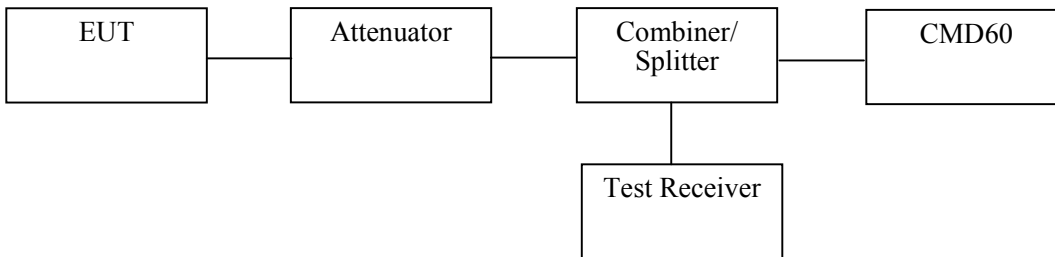 EUT
Attenuator
Combiner/
Splitter
CMD60
Test Receiver